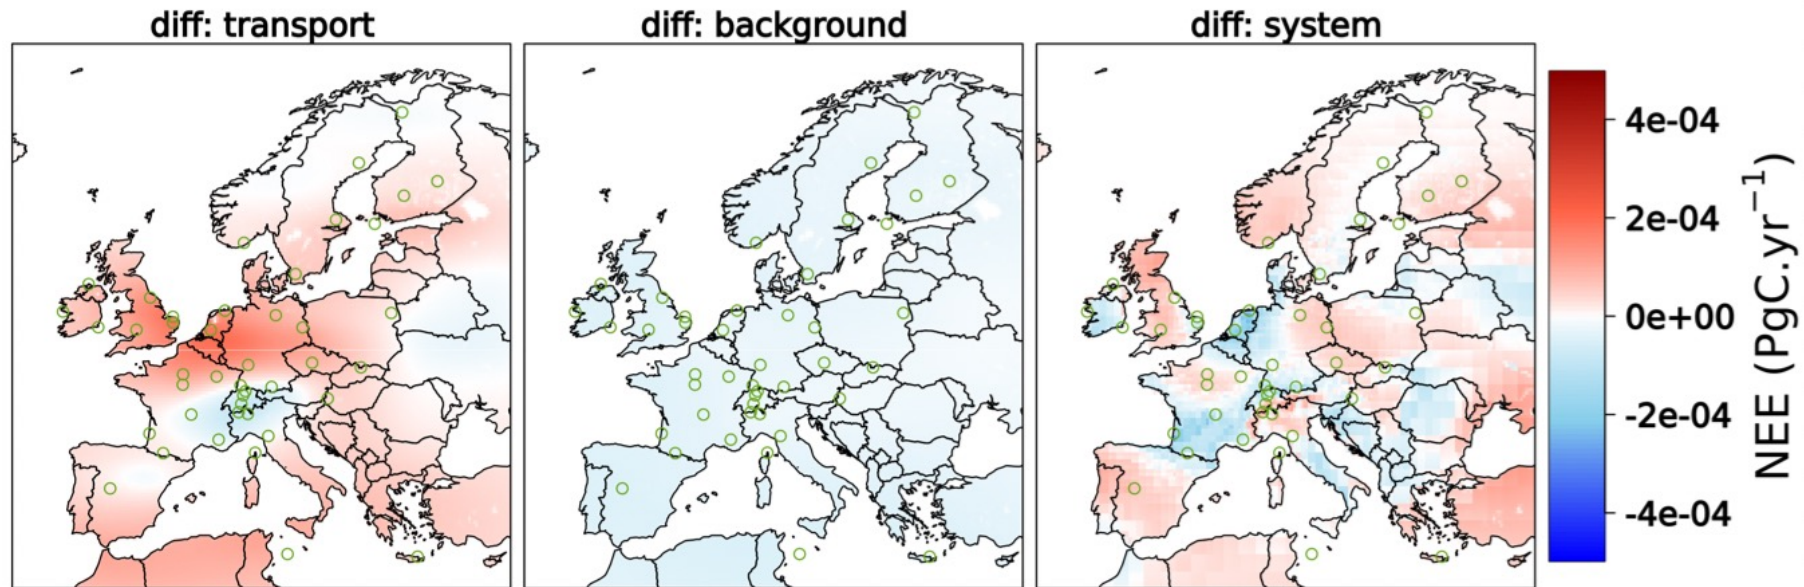 diff: transport
diff: background
diff: system
4e-04
2e-04
0e+00
-2e-04
-4e-04
NEE (PgC.yr⁻¹)